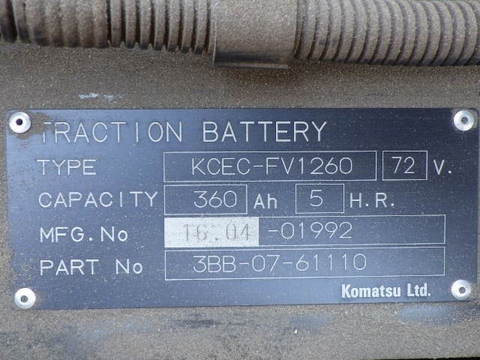 TRACTION BATTERY
TYPE KCEC-FV1260 72 V.
CAPACITY 360 Ah 5 H.R.
MFG.No 16.04 -01992
PART No 3BB-07-61110
Komatsu Ltd.